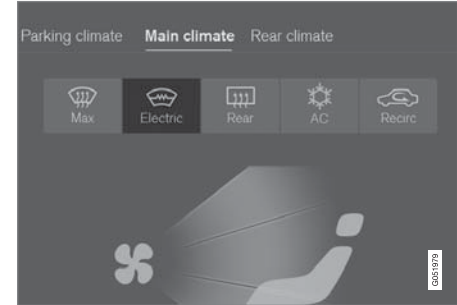 Parking climate Main climate Rear climate
Max Electric Rear AC Recirc
G051979